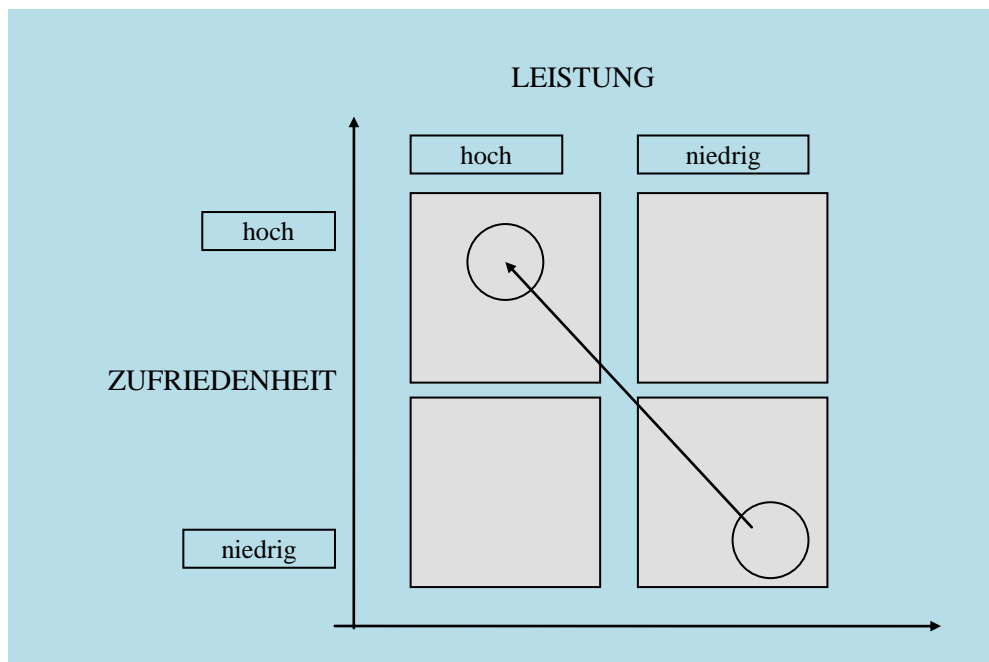 LEISTUNG
hoch
niedrig
hoch
ZUFRIEDENHEIT
niedrig